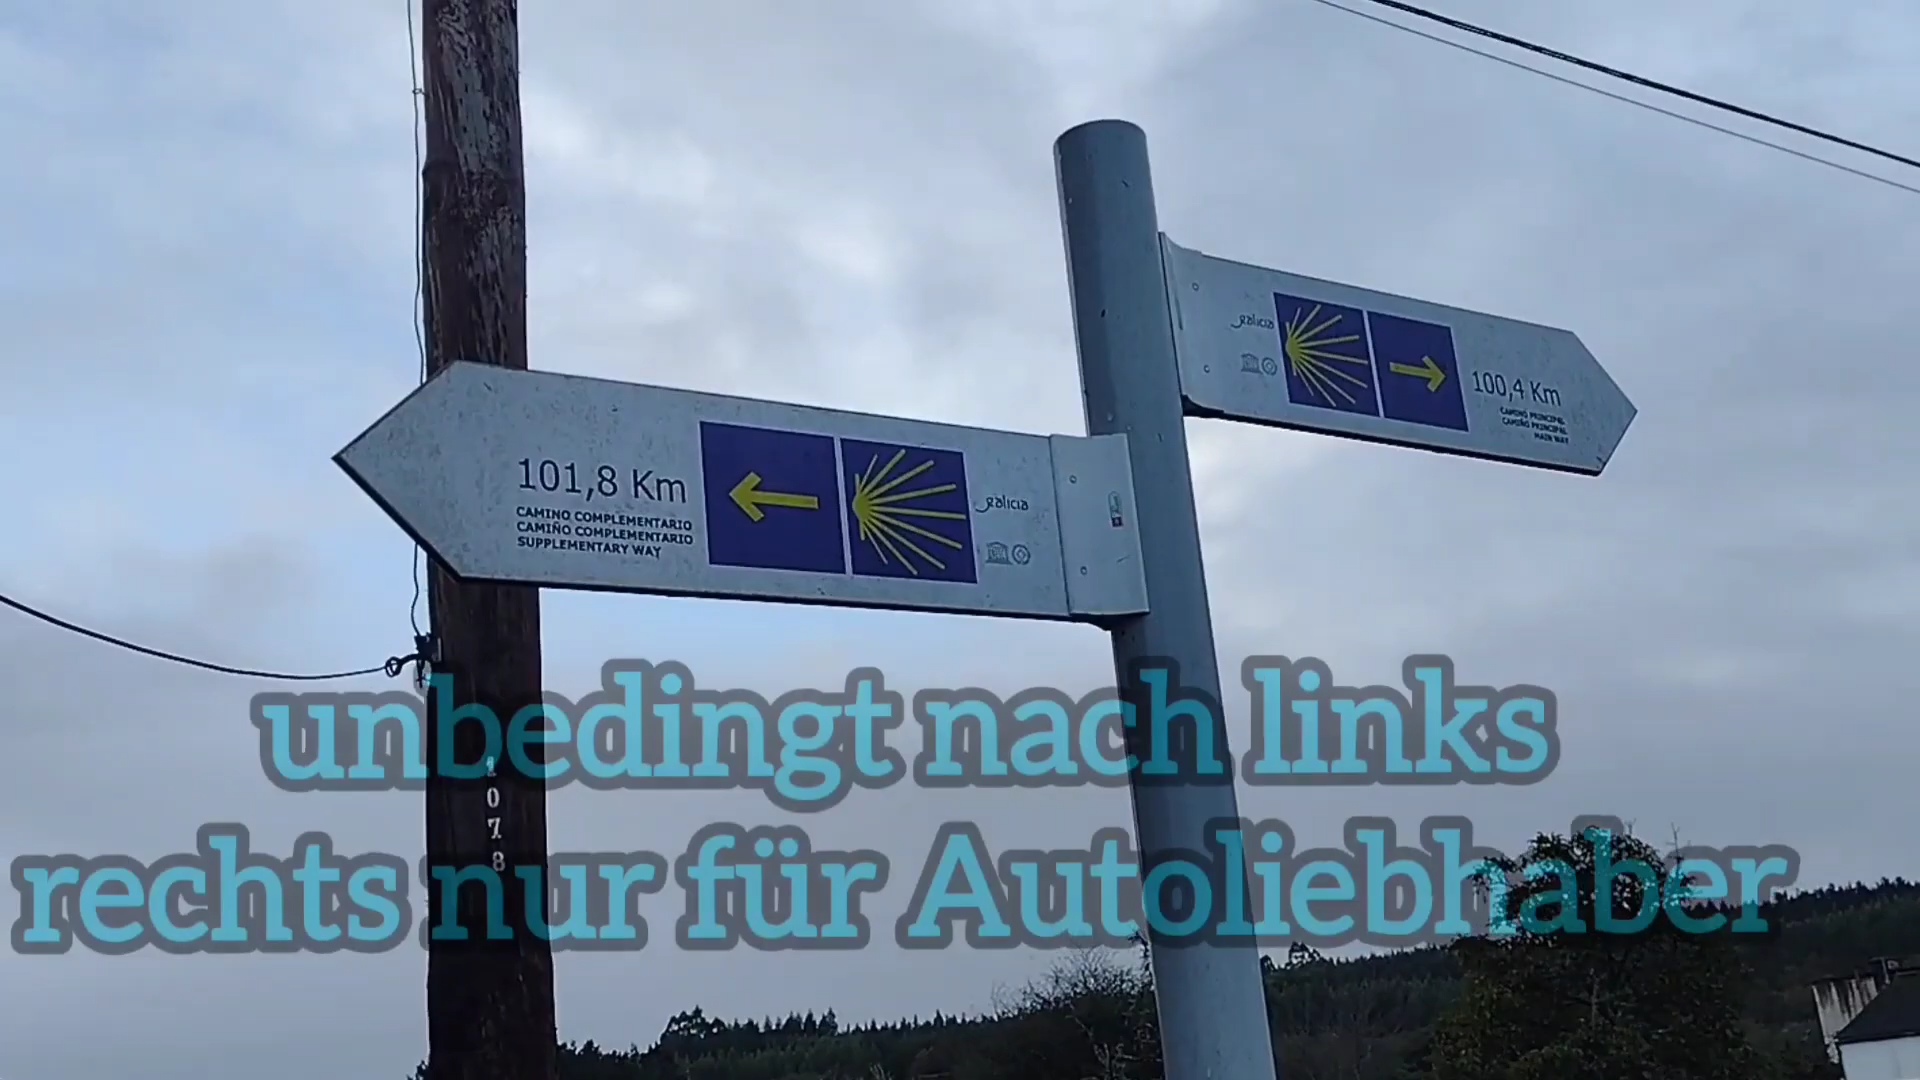 galicia
100,4 Km
CAMINO PRINCIPAL
CAMIÑO PRINCIPAL
MAIN WAY
101,8 Km
CAMINO COMPLEMENTARIO
CAMIÑO COMPLEMENTARIO
SUPPLEMENTARY WAY
galicia
unbedingt nach links
rechts nur für Autoliebhaber
1078